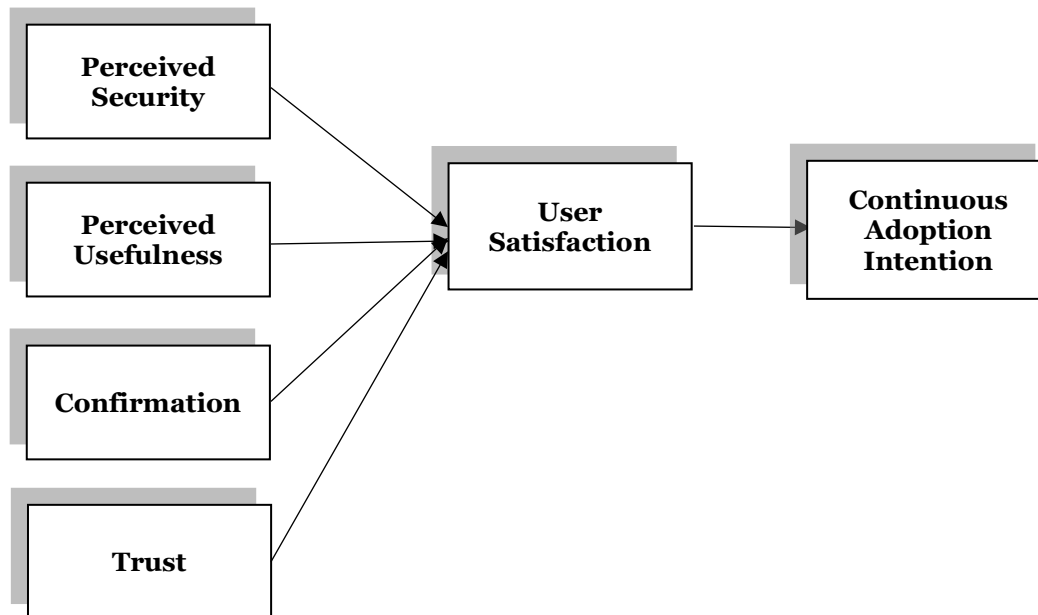 Perceived
Security
Perceived
Usefulness
Confirmation
Trust
User
Satisfaction
Continuous
Adoption
Intention